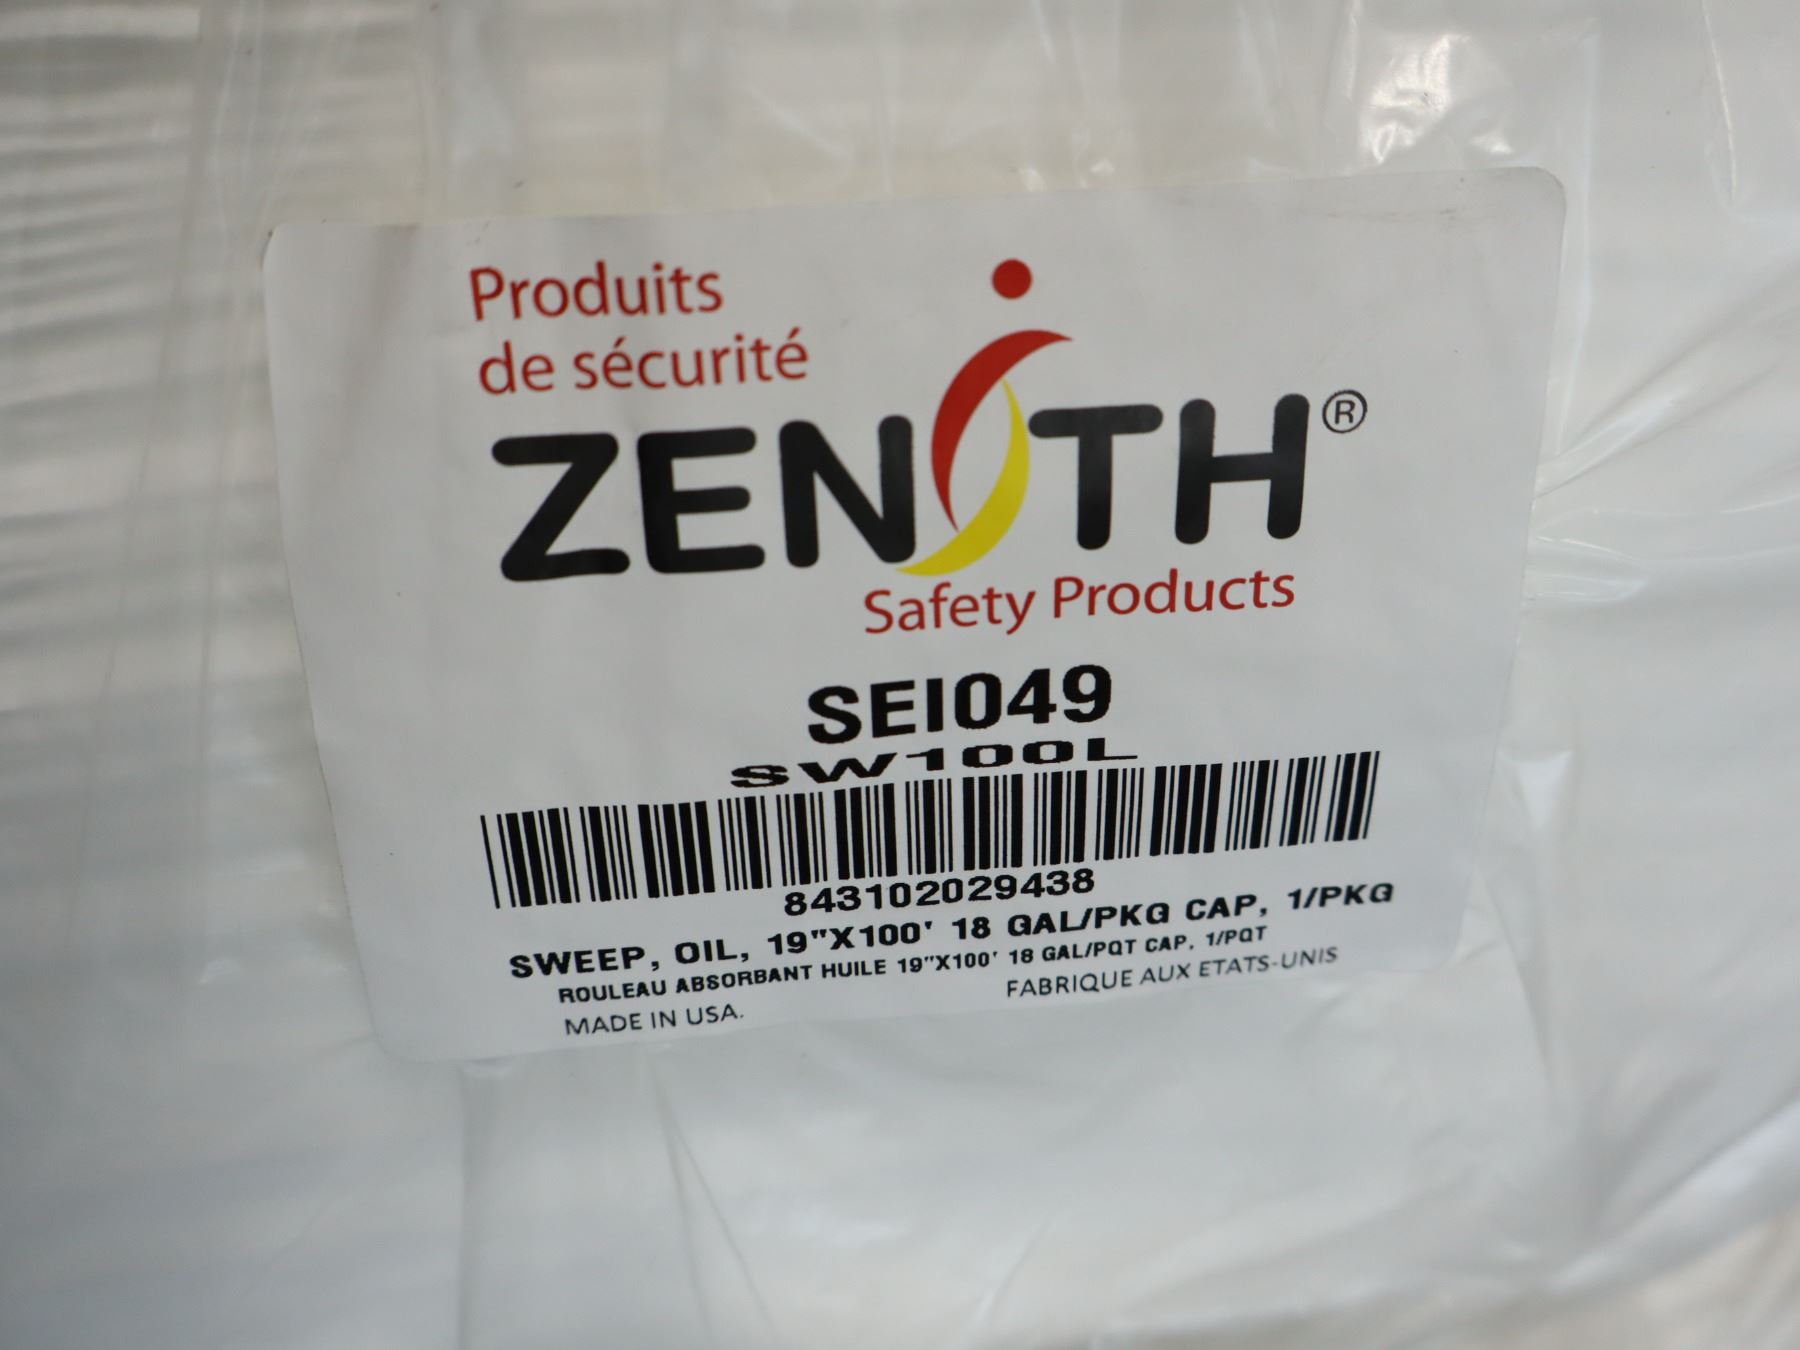 Produits
de sécurité
ZENiTH®
Safety Products
SEI049
SW100L
843102029438
SWEEP, OIL, 19"X100' 18 GAL/PKG CAP, 1/PKG
ROULEAU ABSORBANT HUILE 19"X100' 18 GAL/PQT CAP, 1/PQT
MADE IN USA. FABRIQUE AUX ETATS-UNIS